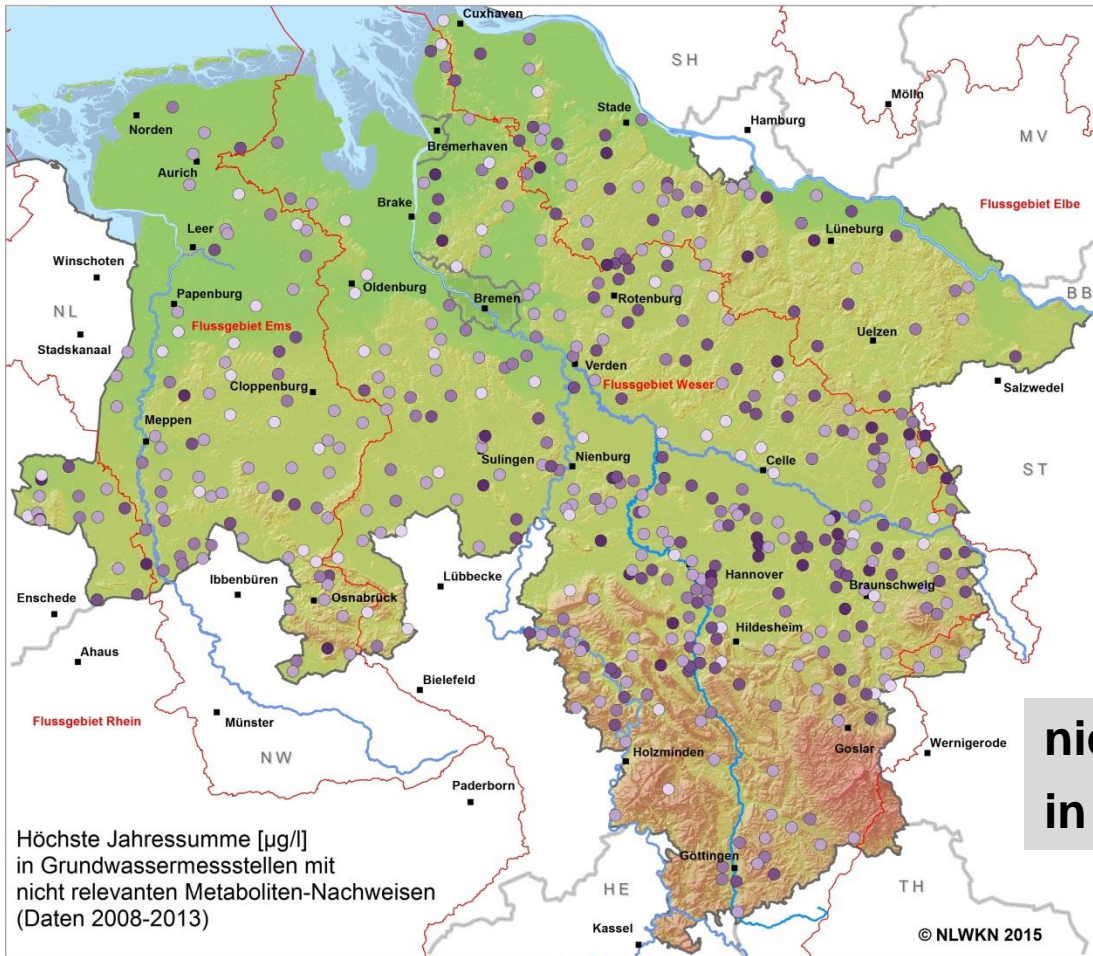 Cuxhaven
SH
Mölln
Stade
Hamburg
Norden
MV
Bremerhaven
Aurich
Flussgebiet Elbe
Brake
Leer
Lüneburg
Winschoten
BB
Papenburg
Oldenburg
Bremen
Rotenburg
NL
Flussgebiet Ems
Stadskanaal
Uelzen
Verden
Flussgebiet Weser
Cloppenburg
Salzwedel
Meppen
Sulingen
Nienburg
Celle
ST
Hannover
Ibbenbüren
Lübbecke
Braunschweig
Enschede
Osnabrück
Hildesheim
Ahaus
Bielefeld
Flussgebiet Rhein
Münster
Goslar
nic
Wernigerode
NW
Holzminden
in
Paderborn
Höchste Jahressumme [µg/l]
in Grundwassermessstellen mit
nicht relevanten Metaboliten-Nachweisen
(Daten 2008-2013)
Göttingen
HE
TH
Kassel
© NLWKN 2015